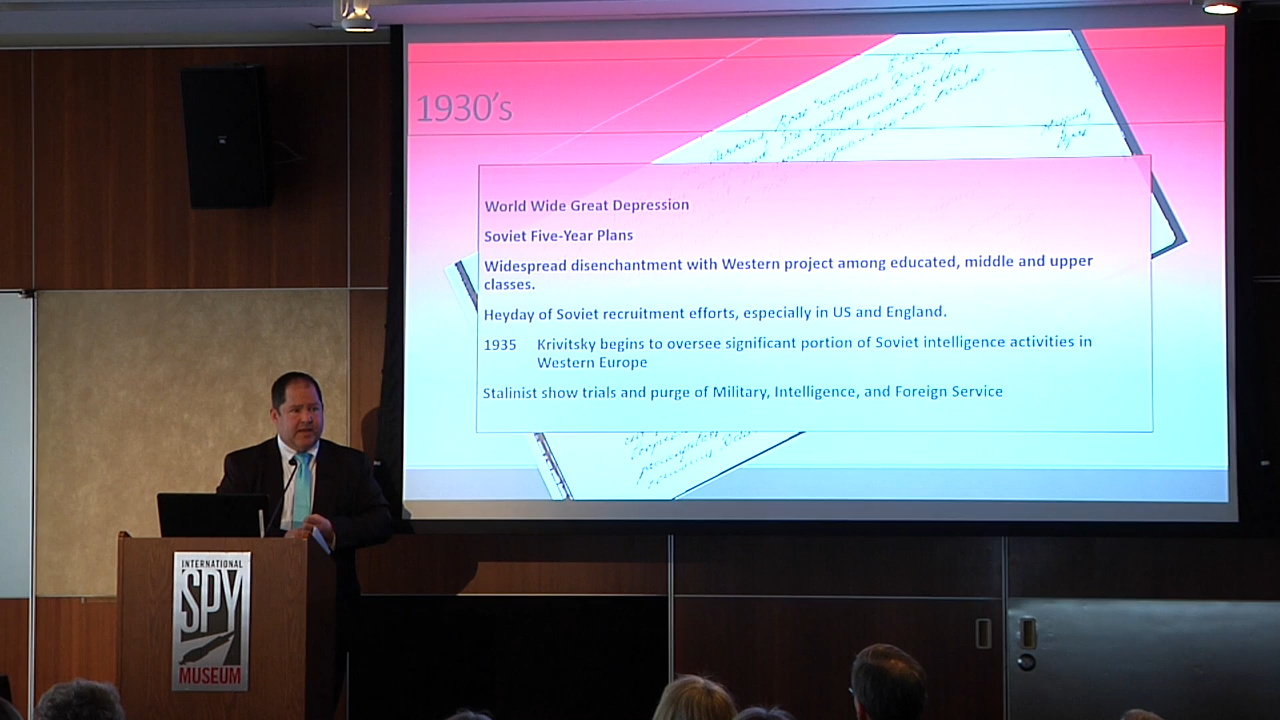 1930's
World Wide Great Depression
Soviet Five-Year Plans
Widespread disenchantment with Western project among educated, middle and upper
classes.
Heyday of Soviet recruitment efforts, especially in US and England.
1935 Krivitsky begins to oversee significant portion of Soviet intelligence activities in
Western Europe
Stalinist show trials and purge of Military, Intelligence, and Foreign Service
INTERNATIONAL
SPY
MUSEUM